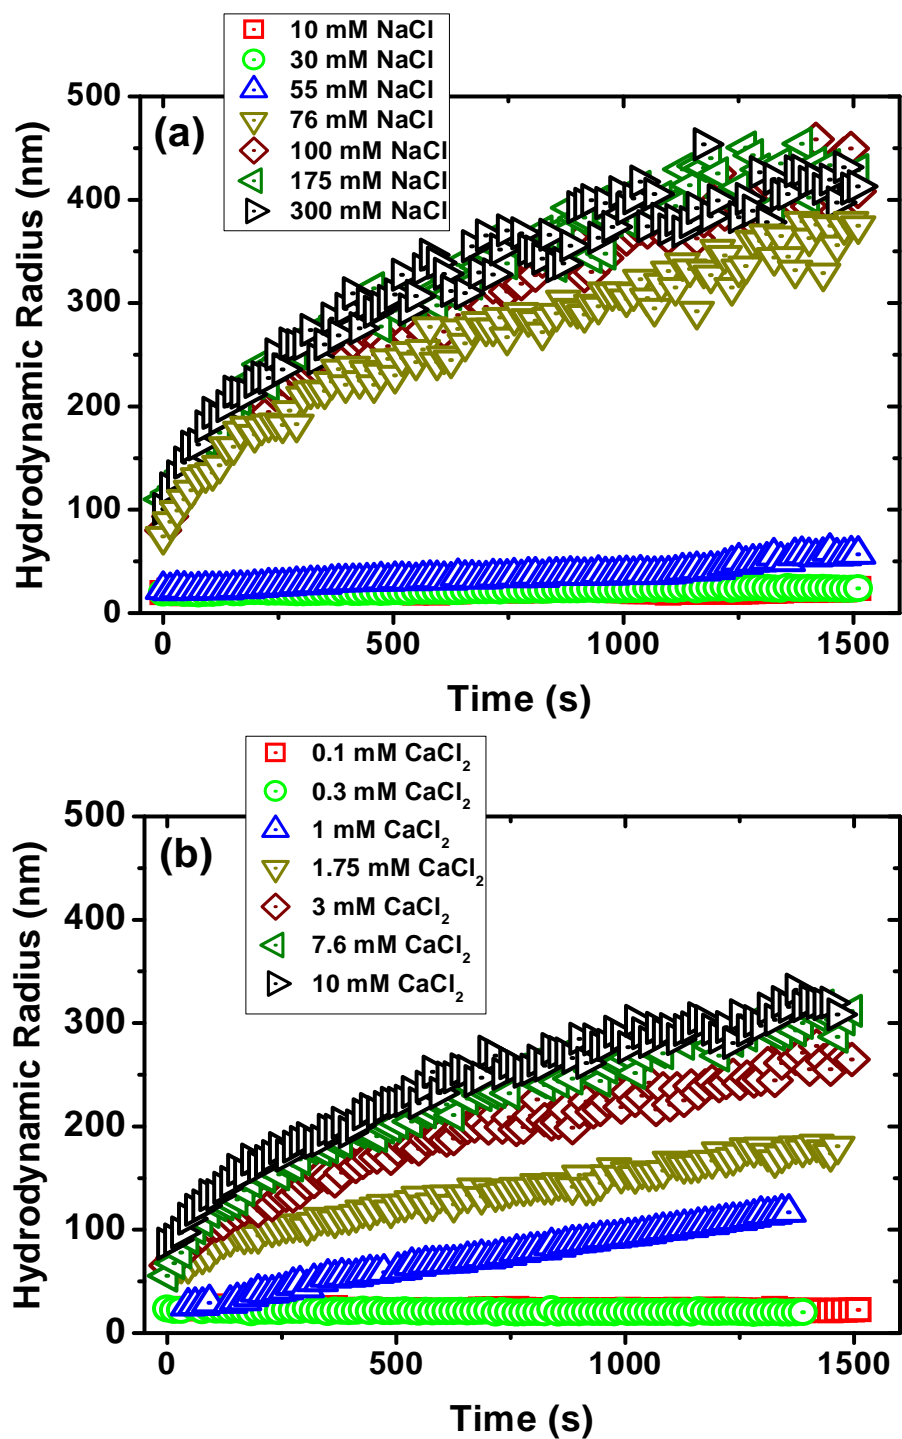 10 mM NaCl
30 mM NaCl
55 mM NaCl
76 mM NaCl
100 mM NaCl
175 mM NaCl
300 mM NaCl
(a)
Hydrodynamic Radius (nm)
500
400
300
200
100
0
0 500 1000 1500
Time (s)
0.1 mM CaCl₂
0.3 mM CaCl₂
1 mM CaCl₂
1.75 mM CaCl₂
3 mM CaCl₂
7.6 mM CaCl₂
10 mM CaCl₂
(b)
Hydrodynamic Radius (nm)
500
400
300
200
100
0
0 500 1000 1500
Time (s)